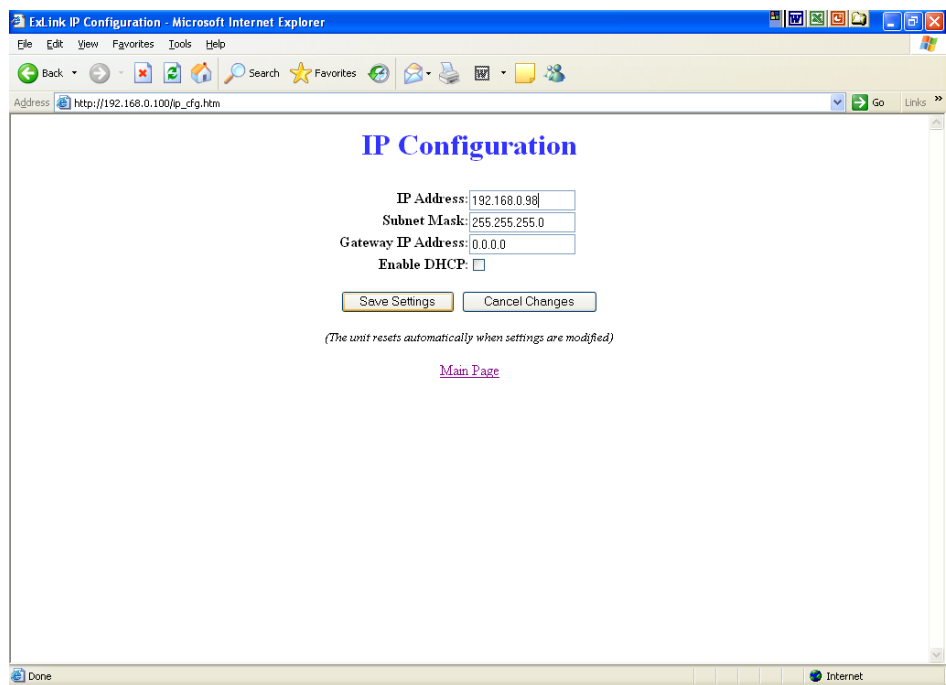 ExLink IP Configuration - Microsoft Internet Explorer
File Edit View Favorites Tools Help
Back Search Favorites
Address http://192.168.0.100/ip_cfg.htm Go Links »
IP Configuration
IP Address: 192.168.0.98
Subnet Mask: 255.255.255.0
Gateway IP Address: 0.0.0.0
Enable DHCP:
Save Settings Cancel Changes
(The unit resets automatically when settings are modified)
Main Page
Done Internet